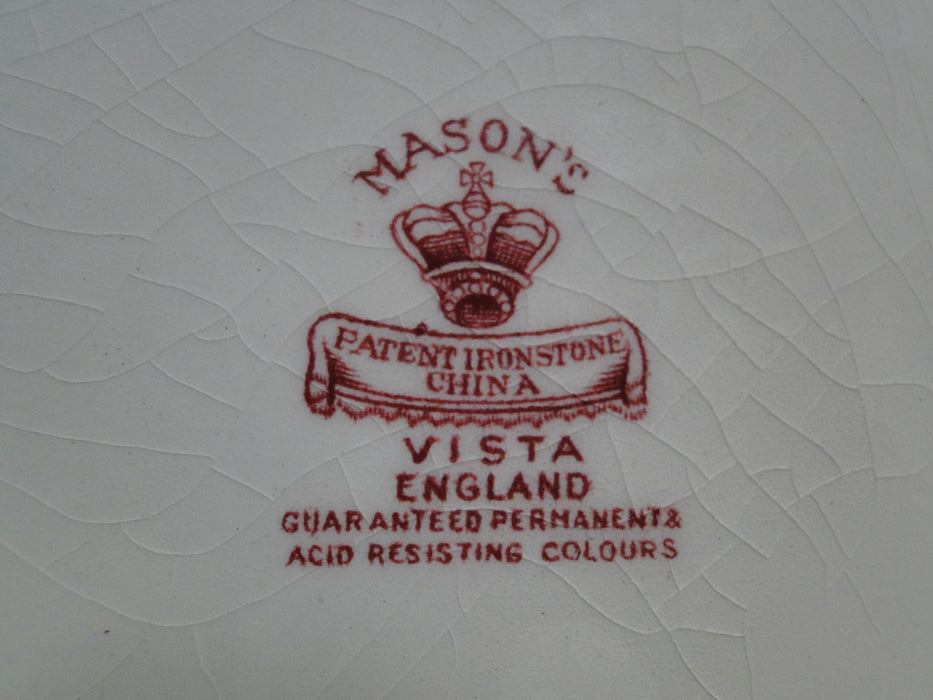 MASON'S
PATENT IRONSTONE
CHINA
VISTA
ENGLAND
GUARANTEED PERMANENT &
ACID RESISTING COLOURS